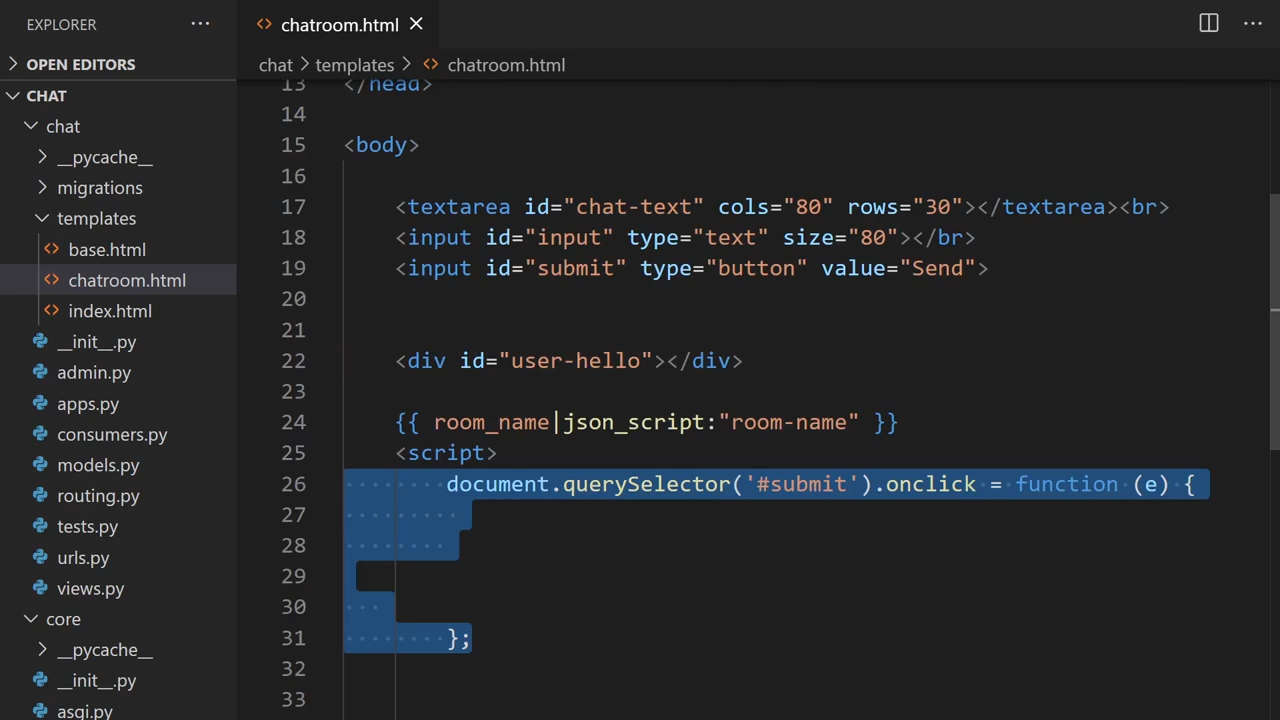 EXPLORER ···
chatroom.html
OPEN EDITORS
CHAT
chat
__pycache__
migrations
templates
base.html
chatroom.html
index.html
__init__.py
admin.py
apps.py
consumers.py
models.py
routing.py
tests.py
urls.py
views.py
core
__pycache__
__init__.py
asgi.py
chat > templates > chatroom.html
13 </head>
14
15 <body>
16
17 <textarea id="chat-text" cols="80" rows="30"></textarea><br>
18 <input id="input" type="text" size="80"></br>
19 <input id="submit" type="button" value="Send">
20
21
22 <div id="user-hello"></div>
23
24 {{ room_name|json_script:"room-name" }}
25 <script>
26 document.querySelector('#submit').onclick = function (e) {
27
28
29
30
31 };
32
33